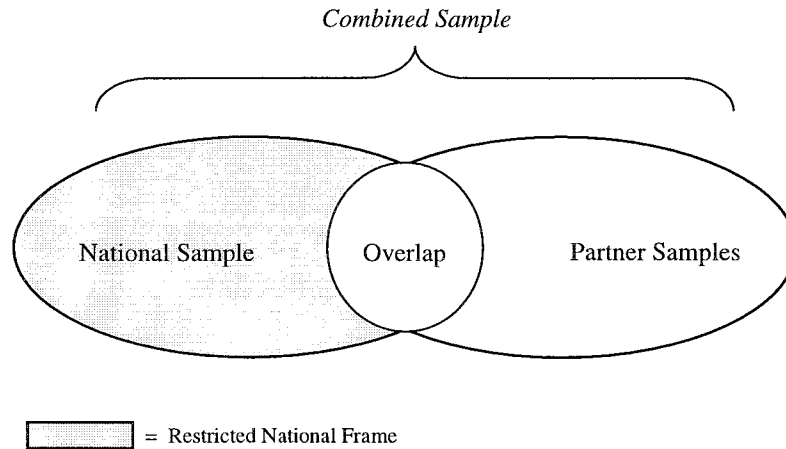 Combined Sample
National Sample
Overlap
Partner Samples
= Restricted National Frame